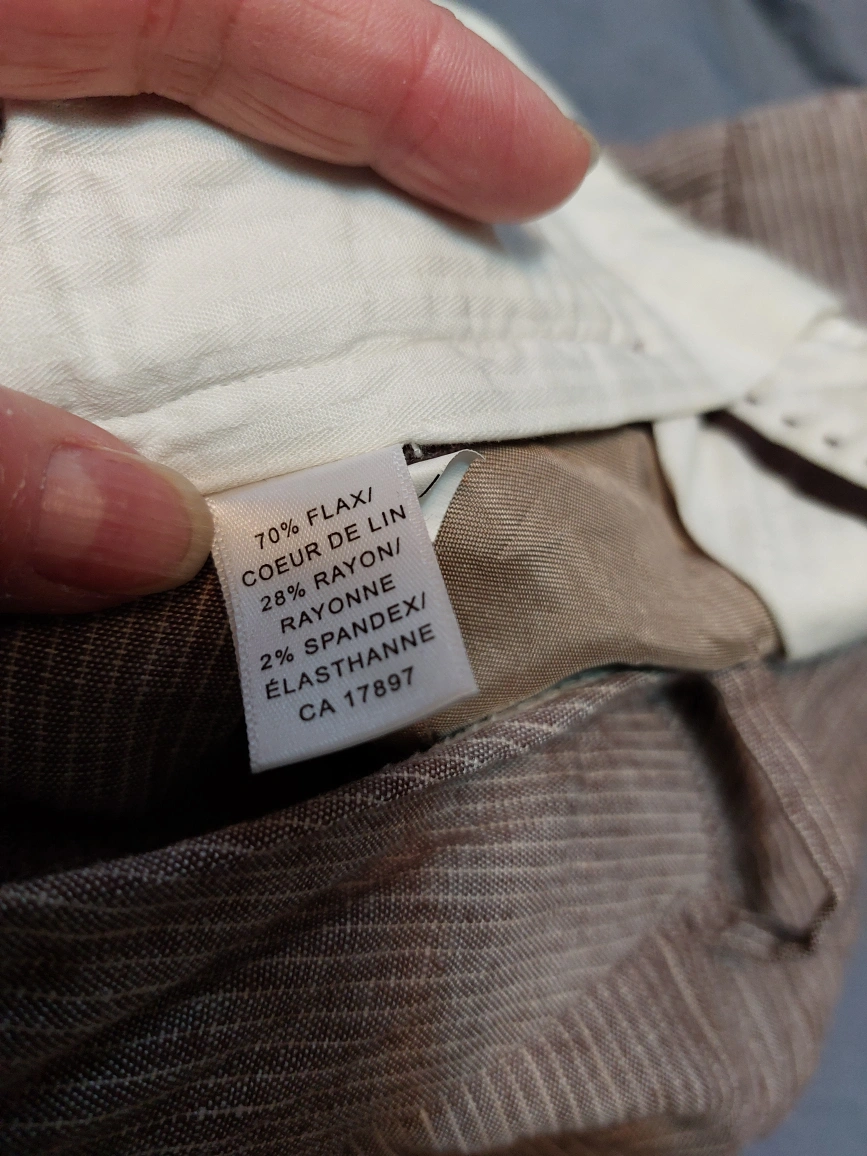 70% FLAX/
COEUR DE LIN
28% RAYON/
RAYONNE
2% SPANDEX/
ÉLASTHANNE
CA 17897